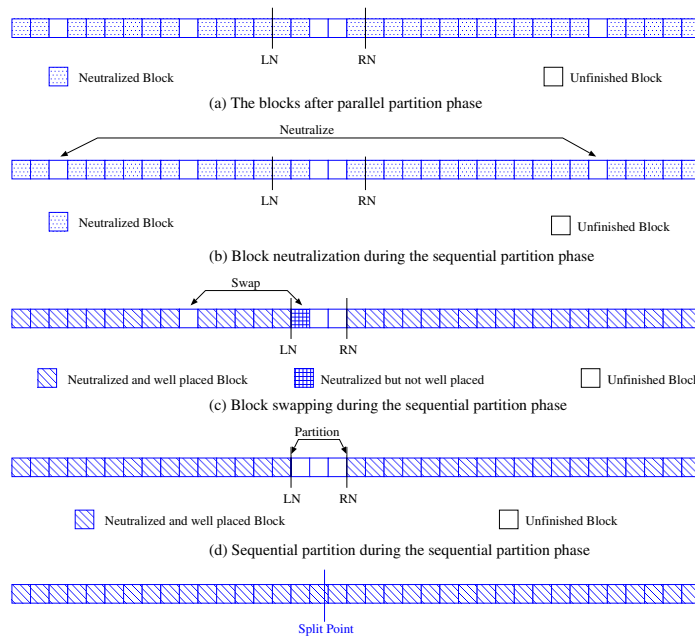 LN RN
Neutralized Block Unfinished Block
(a) The blocks after parallel partition phase
Neutralize
LN RN
Neutralized Block Unfinished Block
(b) Block neutralization during the sequential partition phase
Swap
LN RN
Neutralized and well placed Block Neutralized but not well placed Unfinished Block
(c) Block swapping during the sequential partition phase
Partition
LN RN
Neutralized and well placed Block Unfinished Block
(d) Sequential partition during the sequential partition phase
Split Point